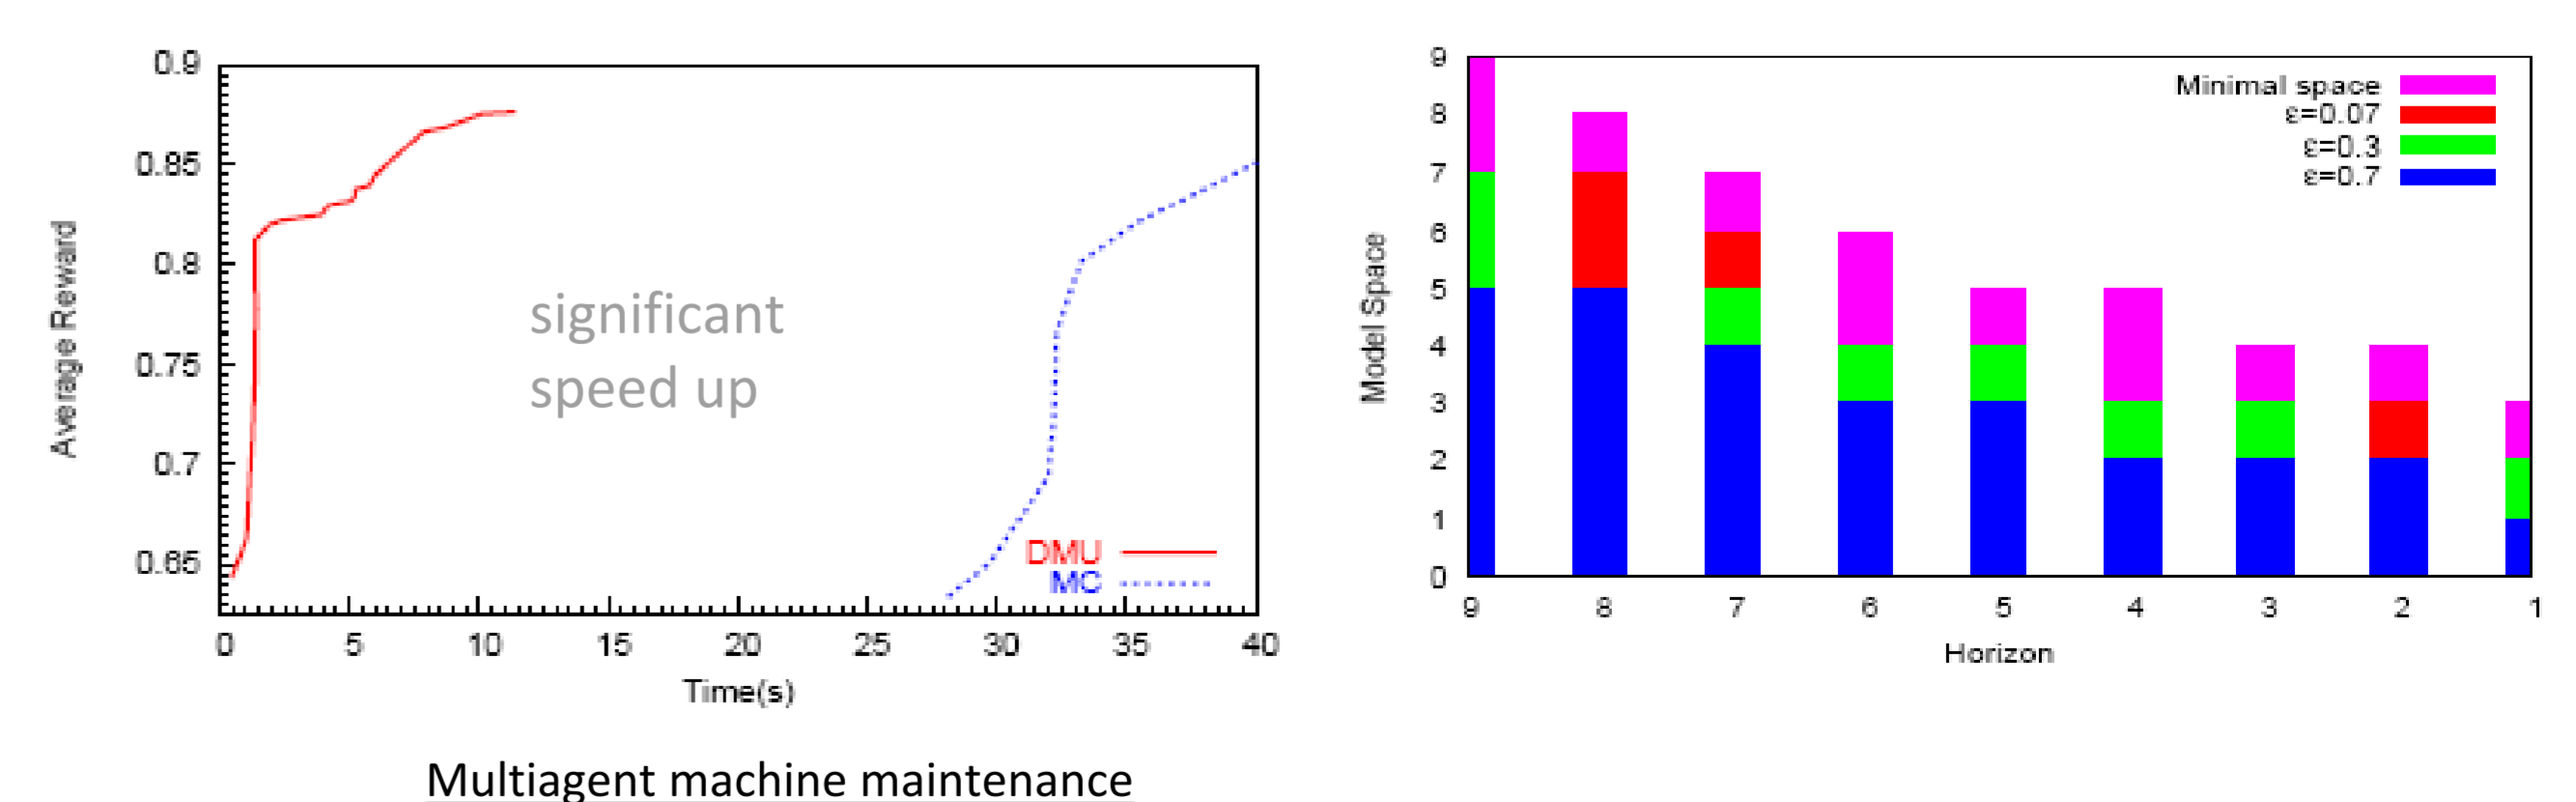 0.9
0.85
0.8
0.75
0.7
0.65
Average Reward
significant
speed up
DMU
MC
0 5 10 15 20 25 30 35 40
Time(s)
9
8
7
6
5
4
3
2
1
0
Model Space
Minimal space
ε=0.07
ε=0.3
ε=0.7
9 8 7 6 5 4 3 2 1
Horizon
Multiagent machine maintenance